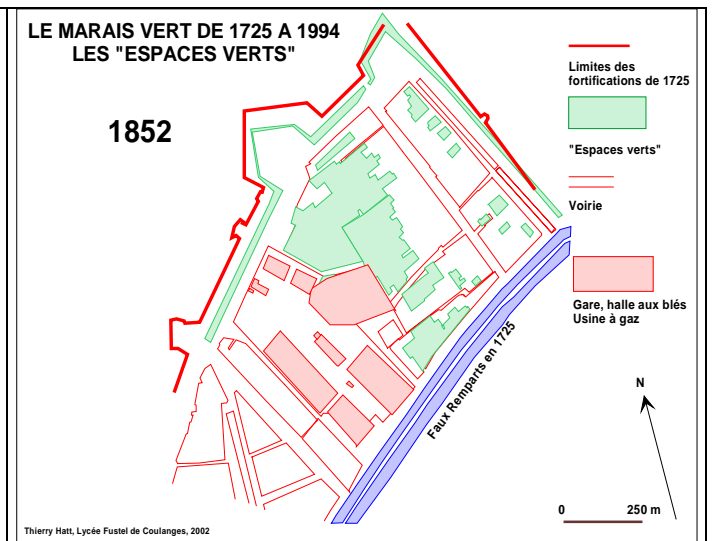 LE MARAIS VERT DE 1725 A 1994
LES "ESPACES VERTS"
1852
Limites des
fortifications de 1725
"Espaces verts"
Voirie
Gare, halle aux blés
Usine à gaz
Faux Remparts en 1725
N
0 250 m
Thierry Hatt, Lycée Fustel de Coulanges, 2002